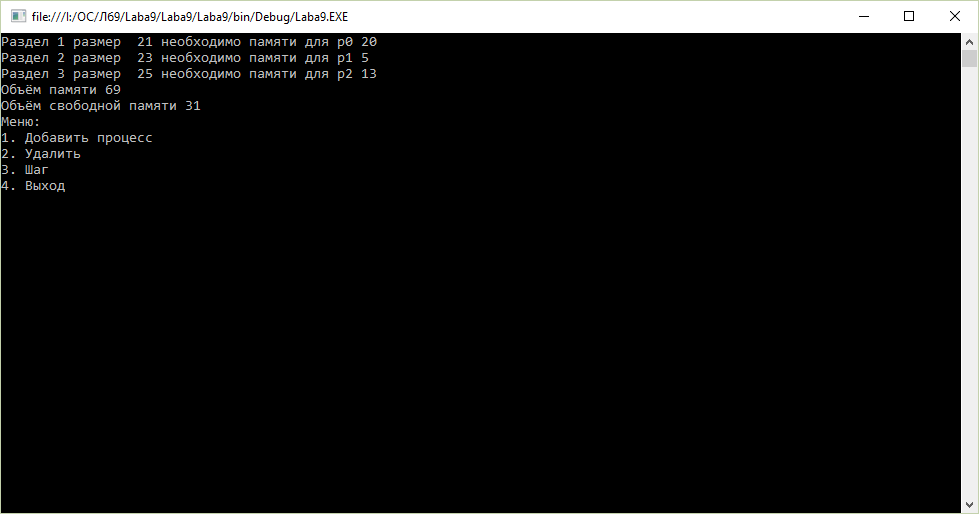 file:///I:/ОС/Л69/Laba9/Laba9/Laba9/bin/Debug/Laba9.EXE
Раздел 1 размер  21 необходимо памяти для p0 20
Раздел 2 размер  23 необходимо памяти для p1 5
Раздел 3 размер  25 необходимо памяти для p2 13
Объём памяти 69
Объём свободной памяти 31
Меню:
1. Добавить процесс
2. Удалить
3. Шаг
4. Выход